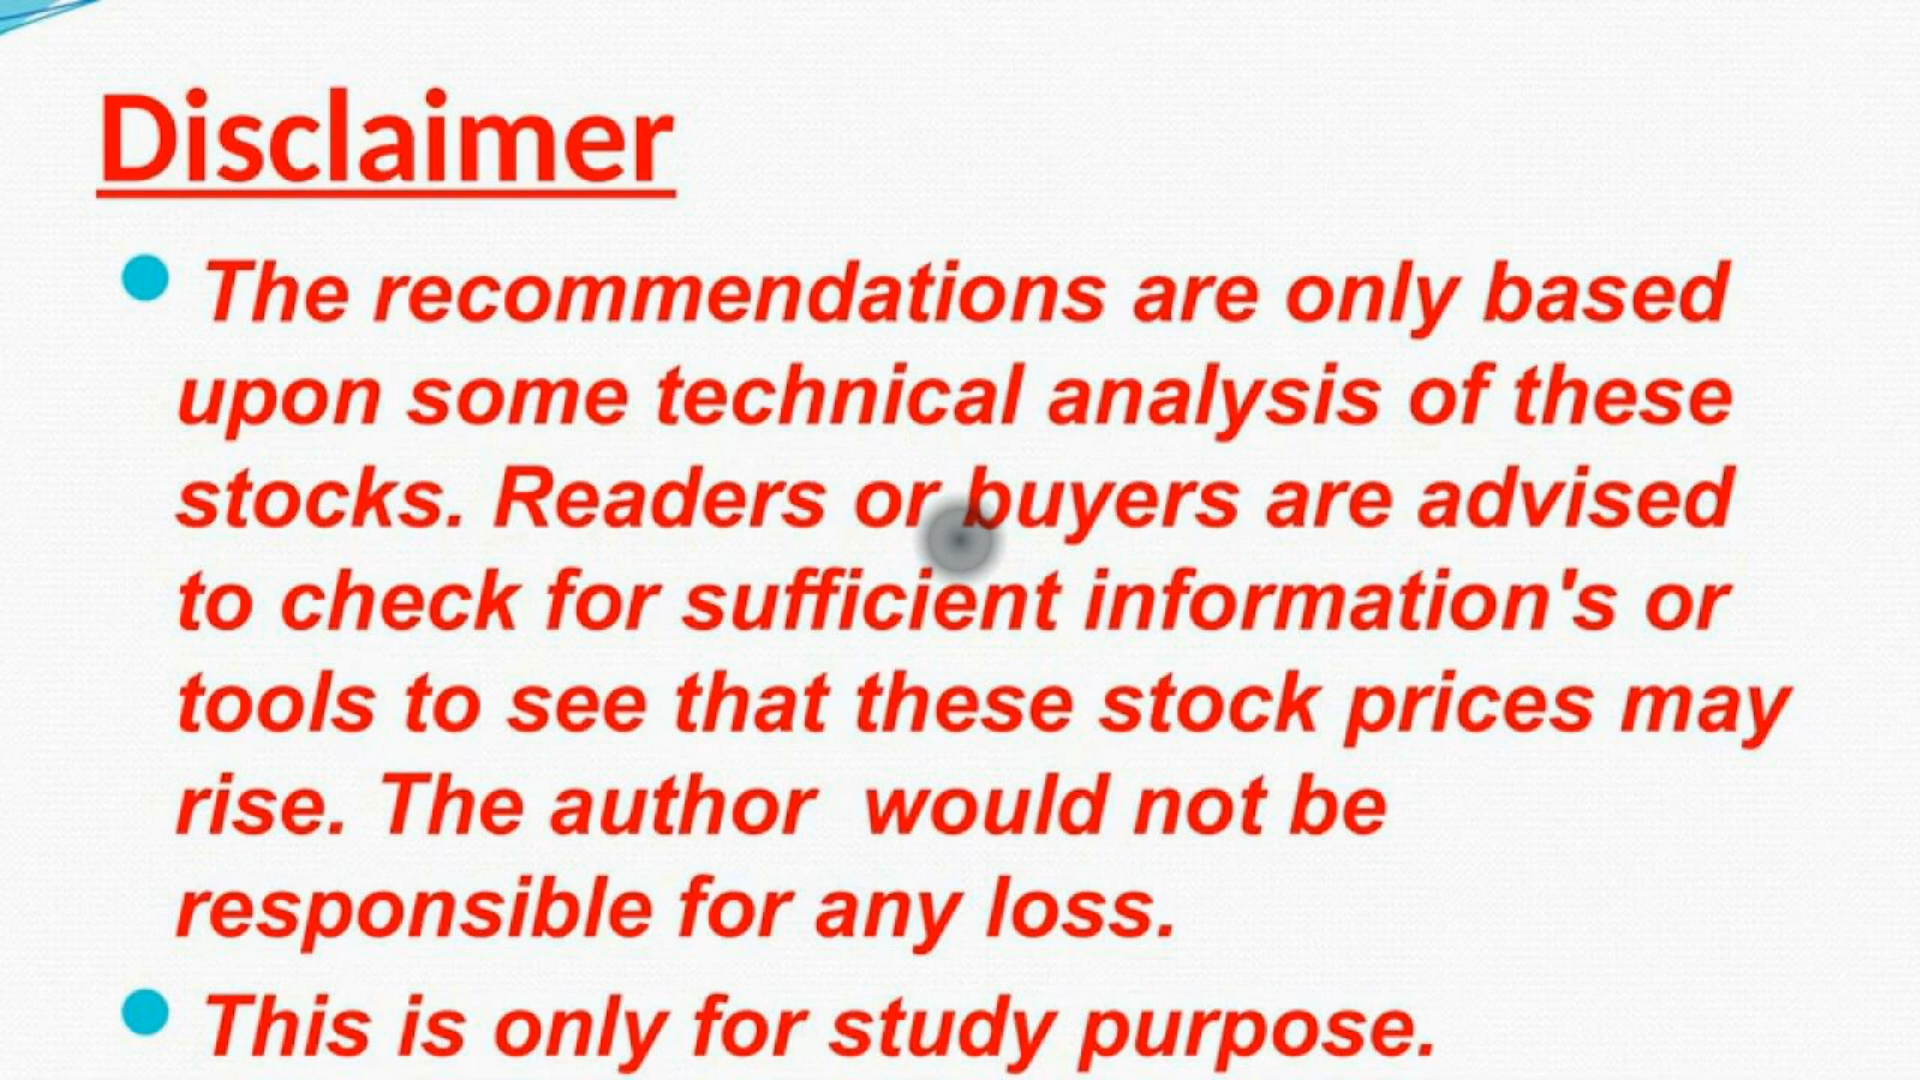 Disclaimer
The recommendations are only based
upon some technical analysis of these
stocks. Readers or buyers are advised
to check for sufficient information's or
tools to see that these stock prices may
rise. The author  would not be
responsible for any loss.
This is only for study purpose.